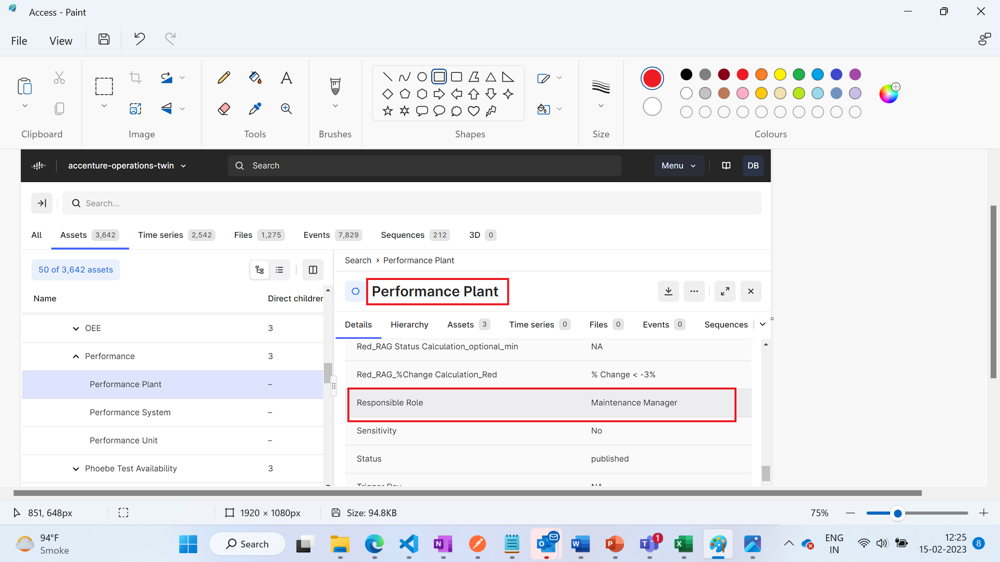 Access - Paint
File View
Clipboard
Image
Tools
Brushes
Shapes
Size
Colours
accenture-operations-twin
Search
Menu
DB
Search...
All
Assets 3,642
Time series 2,542
Files 1,275
Events 7,829
Sequences 212
3D 0
50 of 3,642 assets
Name Direct children
OEE 3
Performance 3
Performance Plant –
Performance System –
Performance Unit –
Phoebe Test Availability 3
Search › Performance Plant
Performance Plant
Details
Hierarchy
Assets 3
Time series 0
Files 0
Events 0
Sequences
Red_RAG Status Calculation_optional_min NA
Red_RAG_%Change Calculation_Red % Change < -3%
Responsible Role Maintenance Manager
Sensitivity No
Status published
Trigger Day NA
851, 648px
1920 × 1080px
Size: 94.8KB
75%
94°F
Smoke
Search
1
ENG
IN
12:25
15-02-2023
8